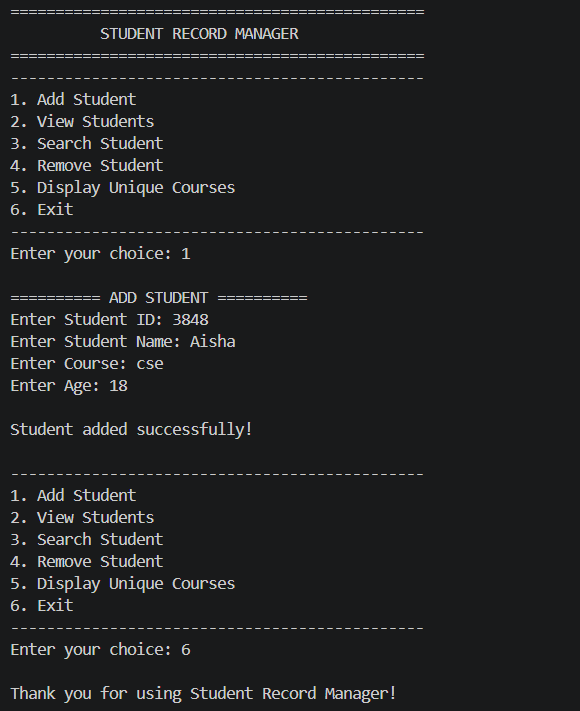 ==============================================
          STUDENT RECORD MANAGER
==============================================
----------------------------------------------
1. Add Student
2. View Students
3. Search Student
4. Remove Student
5. Display Unique Courses
6. Exit
----------------------------------------------
Enter your choice: 1

========== ADD STUDENT ==========
Enter Student ID: 3848
Enter Student Name: Aisha
Enter Course: cse
Enter Age: 18

Student added successfully!

----------------------------------------------
1. Add Student
2. View Students
3. Search Student
4. Remove Student
5. Display Unique Courses
6. Exit
----------------------------------------------
Enter your choice: 6

Thank you for using Student Record Manager!